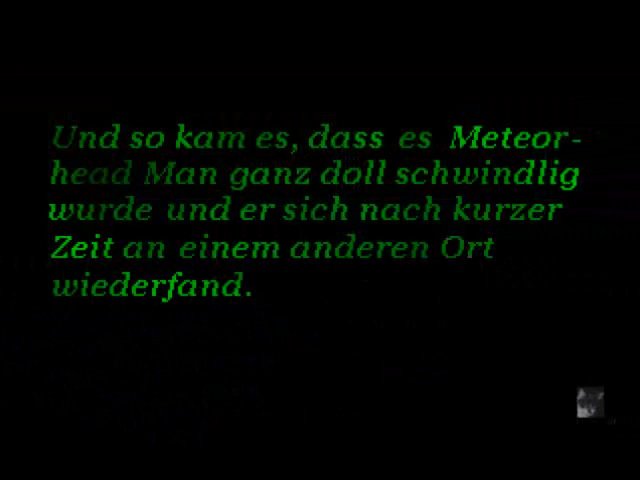 Und so kam es, dass es Meteor-
head Man ganz doll schwindlig
wurde und er sich nach kurzer
Zeit an einem anderen Ort
wiederfand.